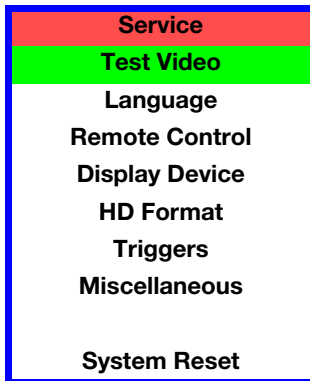 Service
Test Video
Language
Remote Control
Display Device
HD Format
Triggers
Miscellaneous
System Reset